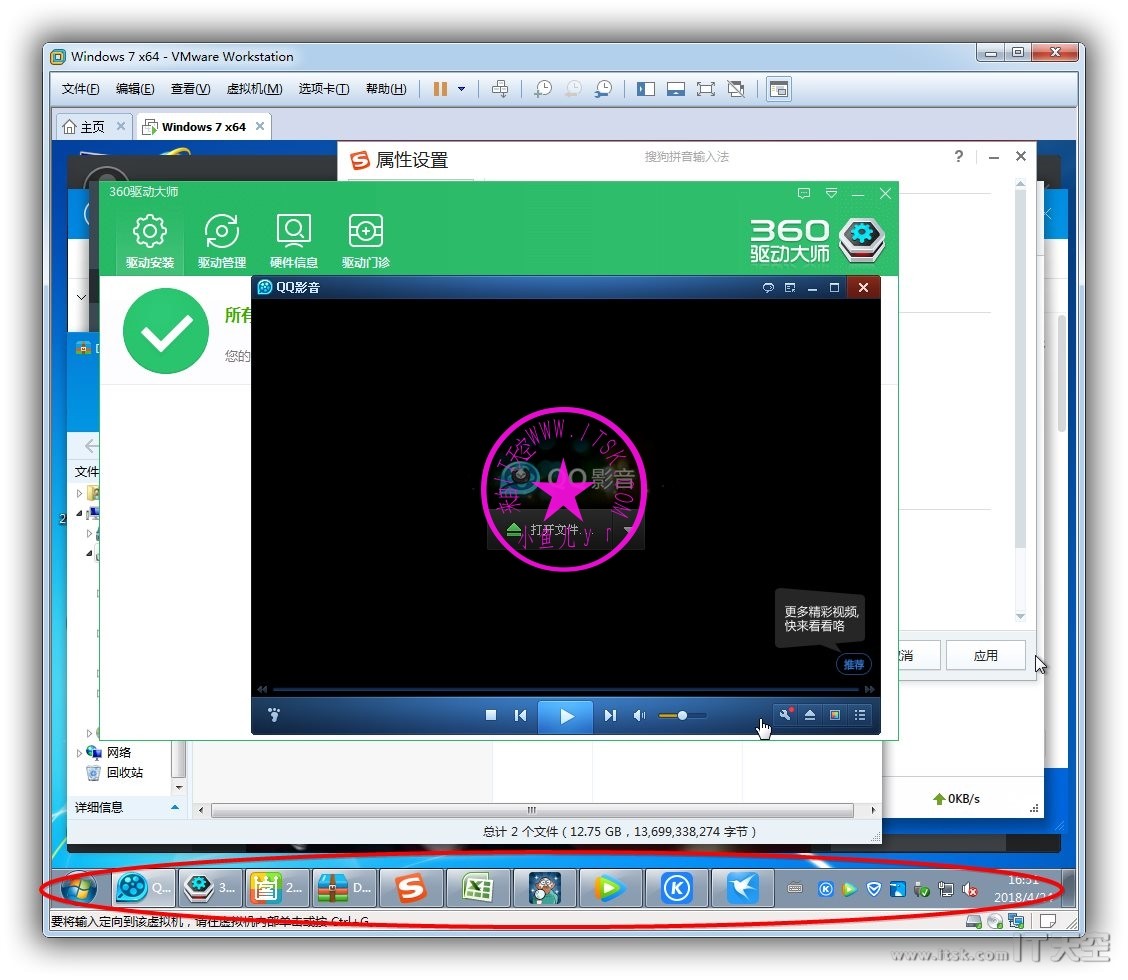 Windows 7 x64 - VMware Workstation
文件(F) 编辑(E) 查看(V) 虚拟机(M) 选项卡(T) 帮助(H)
主页 Windows 7 x64
属性设置 搜狗拼音输入法
360驱动大师
驱动安装 驱动管理 硬件信息 驱动门诊
360
驱动大师
QQ影音
所有
您的
来自IT天空WWW.ITSK.COM
QQ影音
打开文件...
小鱼儿yr
文件
更多精彩视频,
快来看看咯
推荐
消 应用
网络
回收站
详细信息
0KB/s
总计 2 个文件 ( 12.75 GB , 13,699,338,274 字节 )
Q... 3... 2... D...
16:51
2018/4/24
要将输入定向到该虚拟机，请在虚拟机内部单击或按 Ctrl+G。
www.itsk.com IT天空